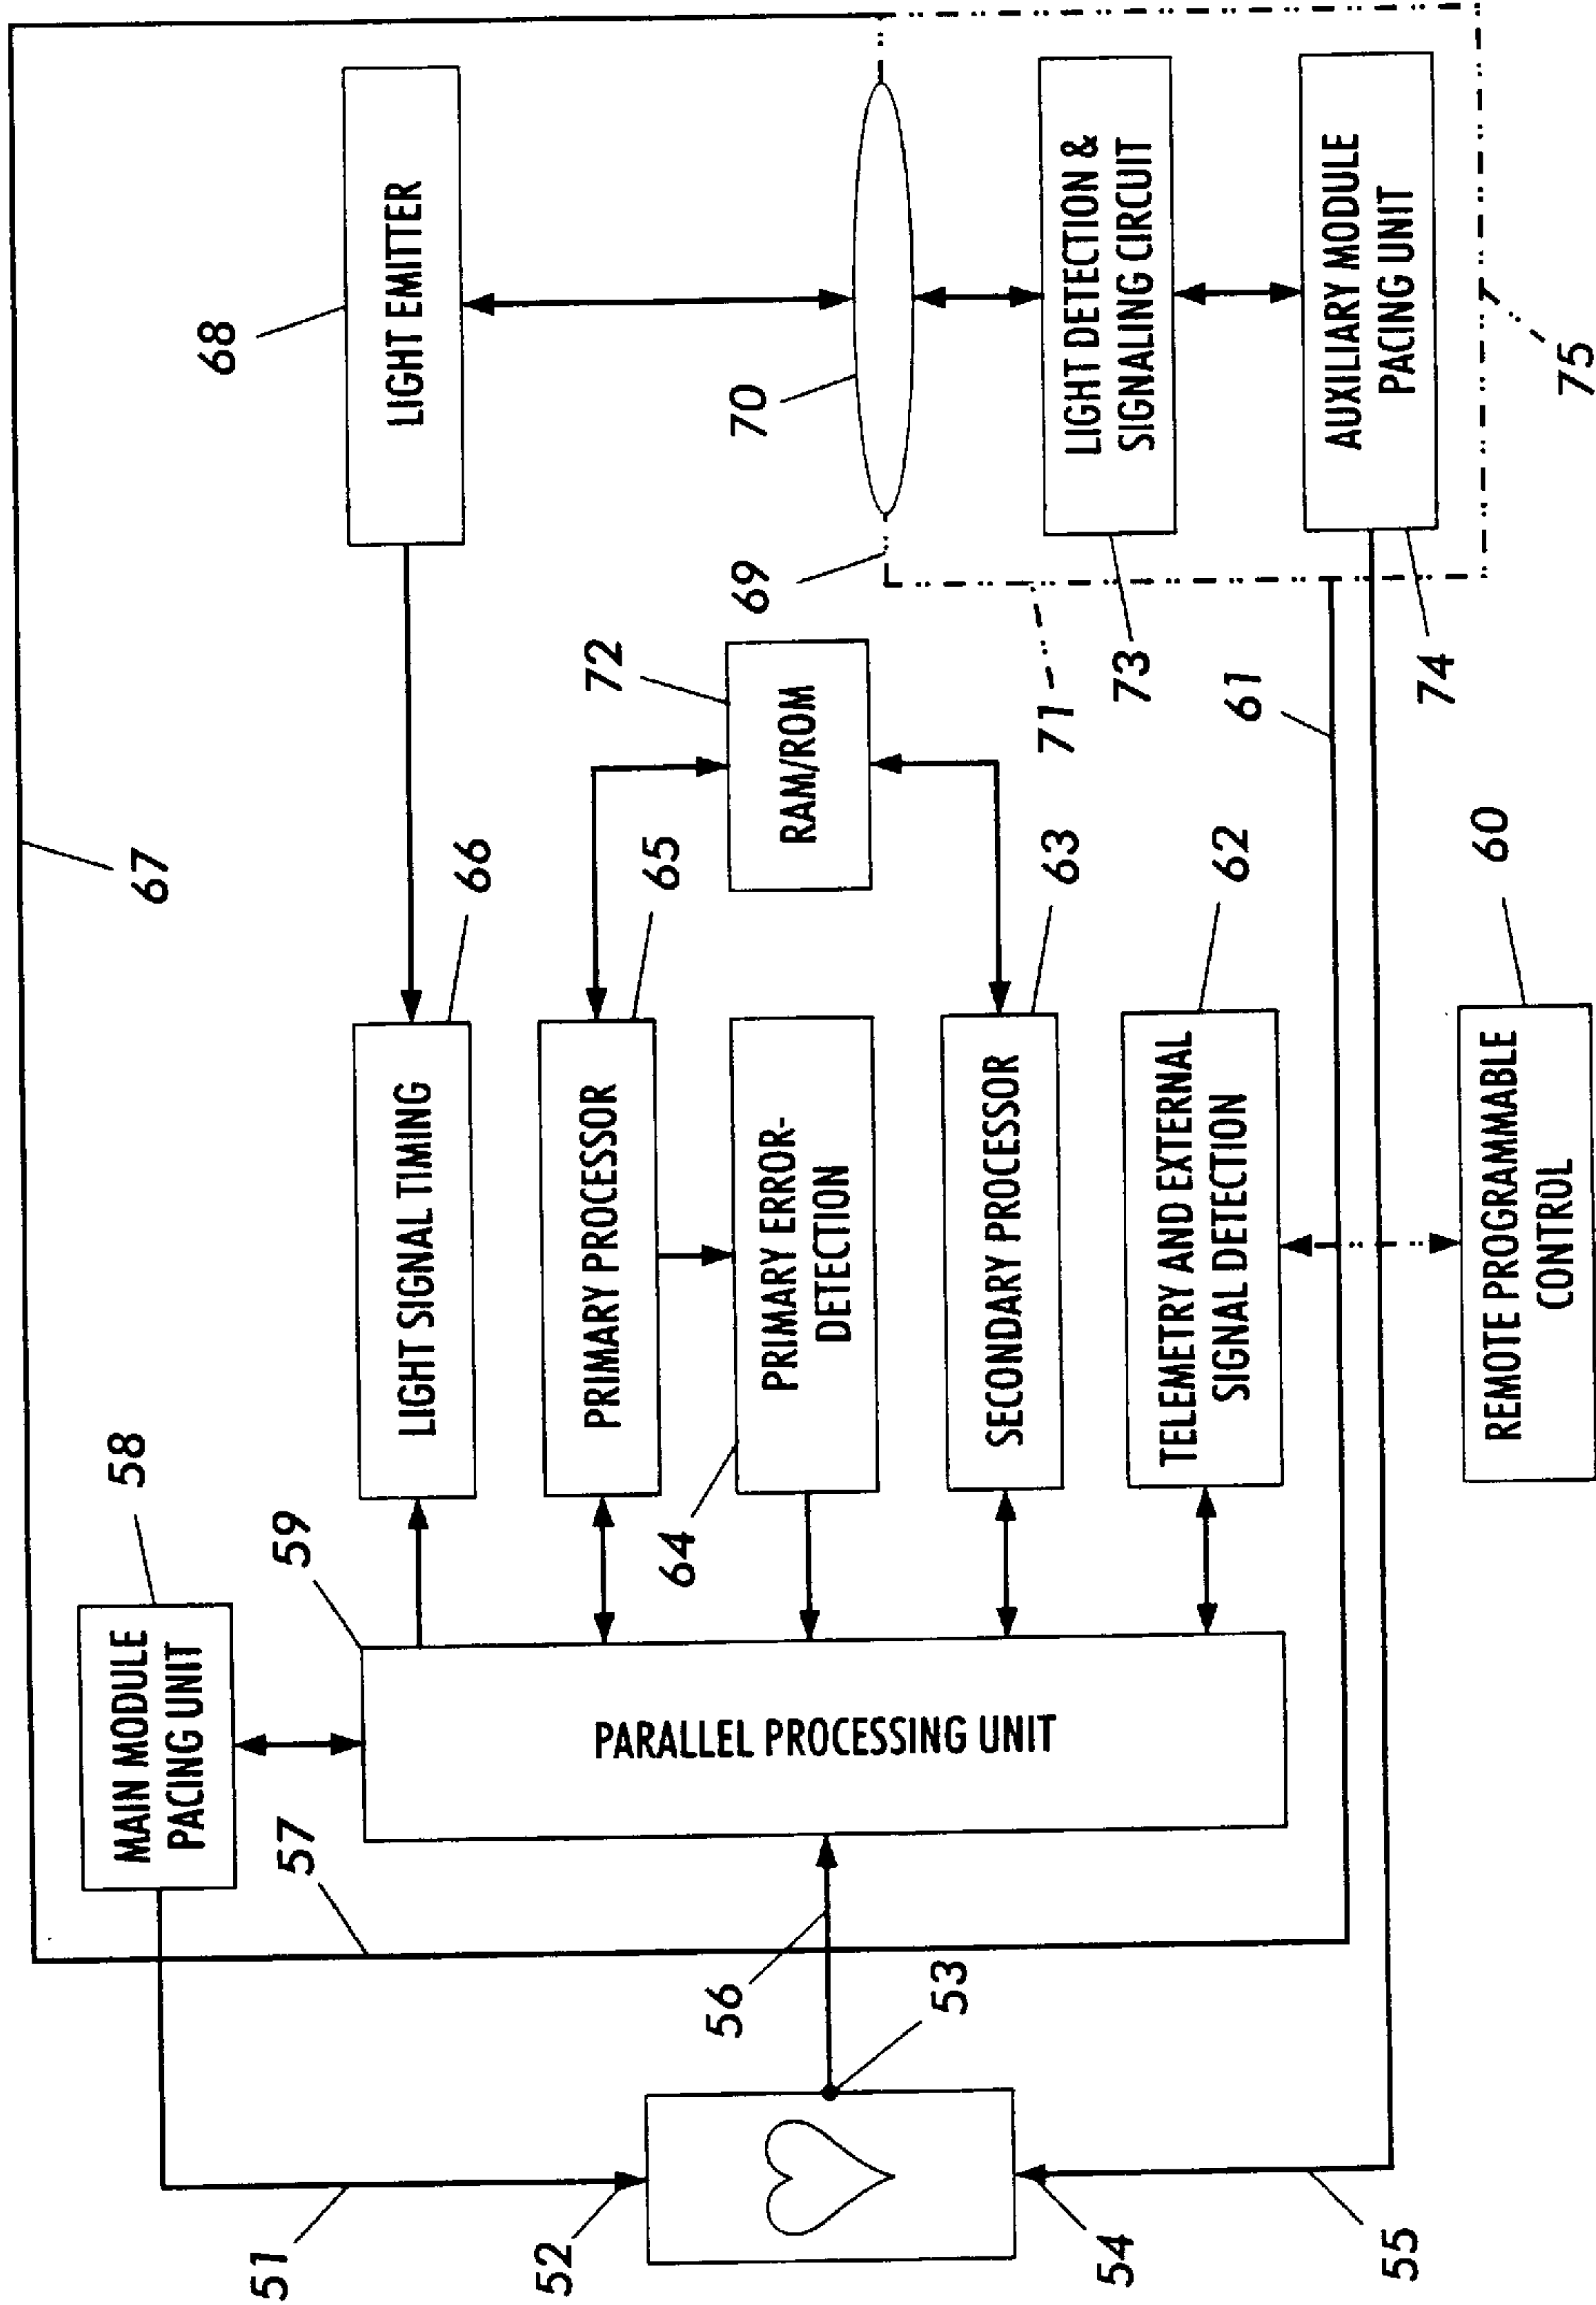 67
68
LIGHT EMITTER
70
69
LIGHT DETECTION &
SIGNALING CIRCUIT
73
AUXILIARY MODULE
PACING UNIT
74
75
71
61
72
RAM/ROM
66
LIGHT SIGNAL TIMING
65
PRIMARY PROCESSOR
64
PRIMARY ERROR-
DETECTION
63
SECONDARY PROCESSOR
62
TELEMETRY AND EXTERNAL
SIGNAL DETECTION
60
REMOTE PROGRAMMABLE
CONTROL
58
MAIN MODULE
PACING UNIT
59
PARALLEL PROCESSING UNIT
57
56
53
51
52
54
55